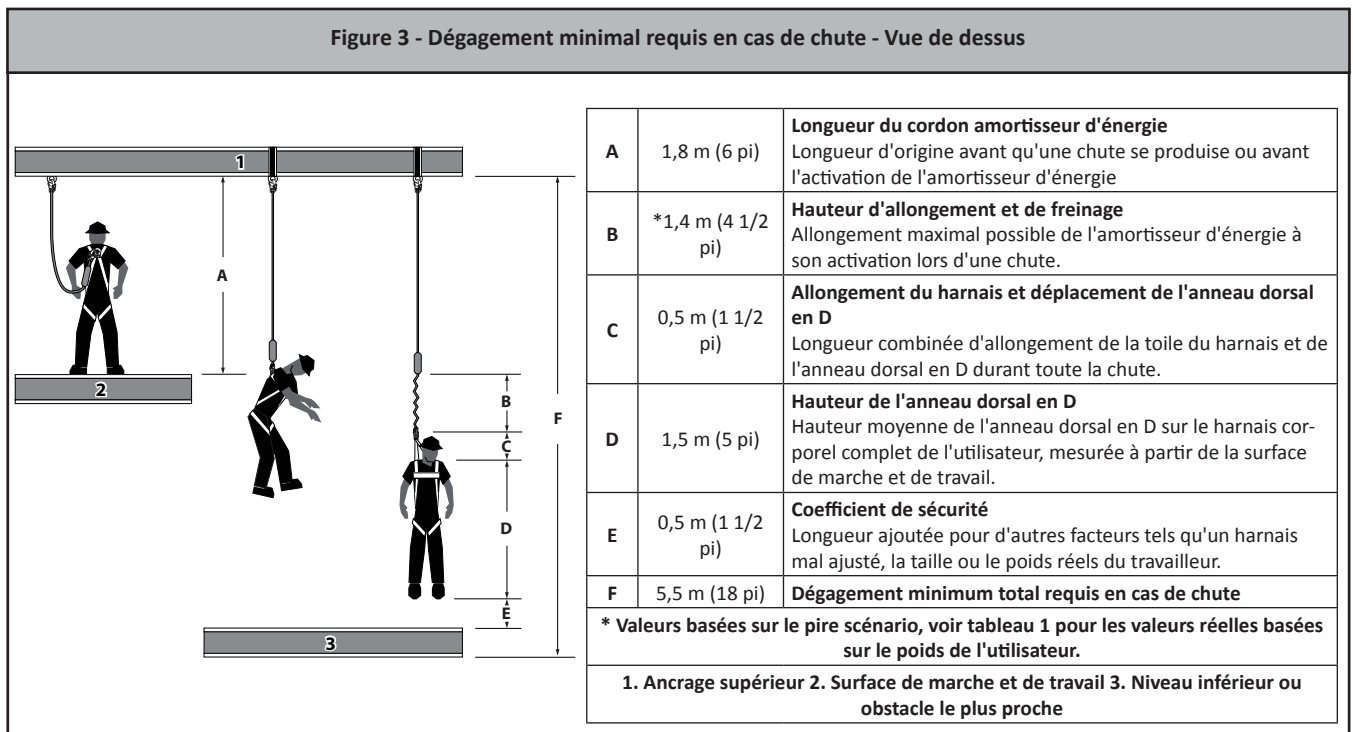 Figure 3 - Dégagement minimal requis en cas de chute - Vue de dessus
1
2
A
B
C
D
E
F
3
A
1,8 m (6 pi)
Longueur du cordon amortisseur d'énergie
Longueur d'origine avant qu'une chute se produise ou avant
l'activation de l'amortisseur d'énergie
B
*1,4 m (4 1/2
pi)
Hauteur d'allongement et de freinage
Allongement maximal possible de l'amortisseur d'énergie à
son activation lors d'une chute.
C
0,5 m (1 1/2
pi)
Allongement du harnais et déplacement de l'anneau dorsal
en D
Longueur combinée d'allongement de la toile du harnais et de
l'anneau dorsal en D durant toute la chute.
D
1,5 m (5 pi)
Hauteur de l'anneau dorsal en D
Hauteur moyenne de l'anneau dorsal en D sur le harnais cor-
porel complet de l'utilisateur, mesurée à partir de la surface
de marche et de travail.
E
0,5 m (1 1/2
pi)
Coefficient de sécurité
Longueur ajoutée pour d'autres facteurs tels qu'un harnais
mal ajusté, la taille ou le poids réels du travailleur.
F
5,5 m (18 pi)
Dégagement minimum total requis en cas de chute
* Valeurs basées sur le pire scénario, voir tableau 1 pour les valeurs réelles basées
sur le poids de l'utilisateur.
1. Ancrage supérieur 2. Surface de marche et de travail 3. Niveau inférieur ou
obstacle le plus proche